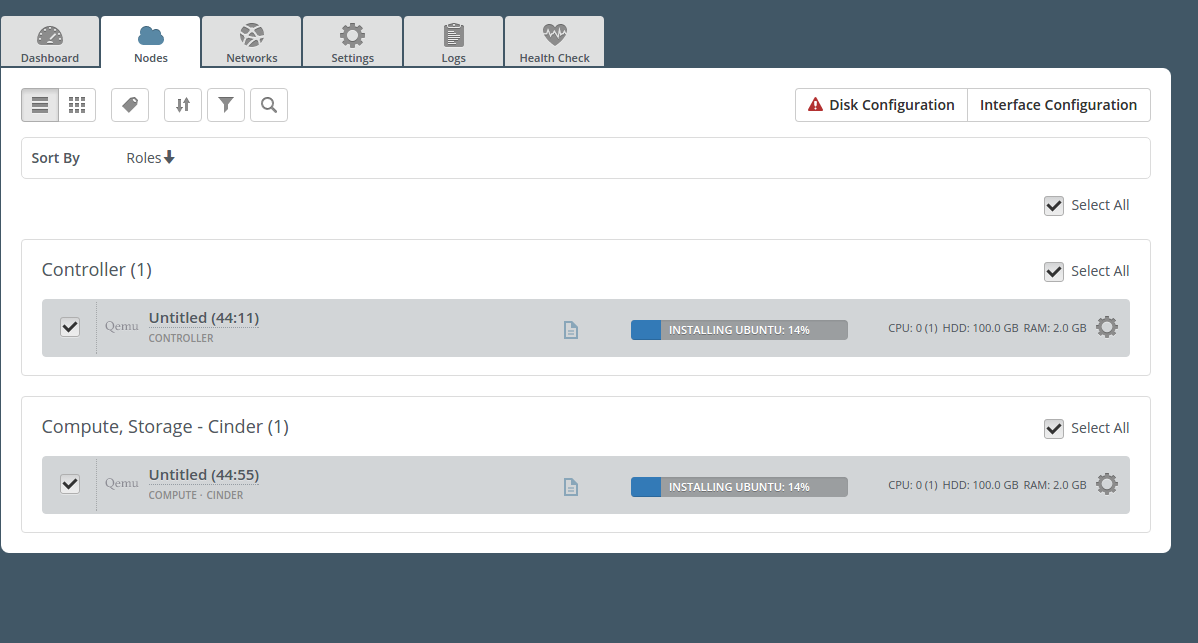 Dashboard Nodes Networks Settings Logs Health Check
Disk Configuration Interface Configuration
Sort By Roles
Select All
Controller (1) Select All
Qemu Untitled (44:11) INSTALLING UBUNTU: 14% CPU: 0 (1) HDD: 100.0 GB RAM: 2.0 GB
CONTROLLER
Compute, Storage - Cinder (1) Select All
Qemu Untitled (44:55) INSTALLING UBUNTU: 14% CPU: 0 (1) HDD: 100.0 GB RAM: 2.0 GB
COMPUTE · CINDER